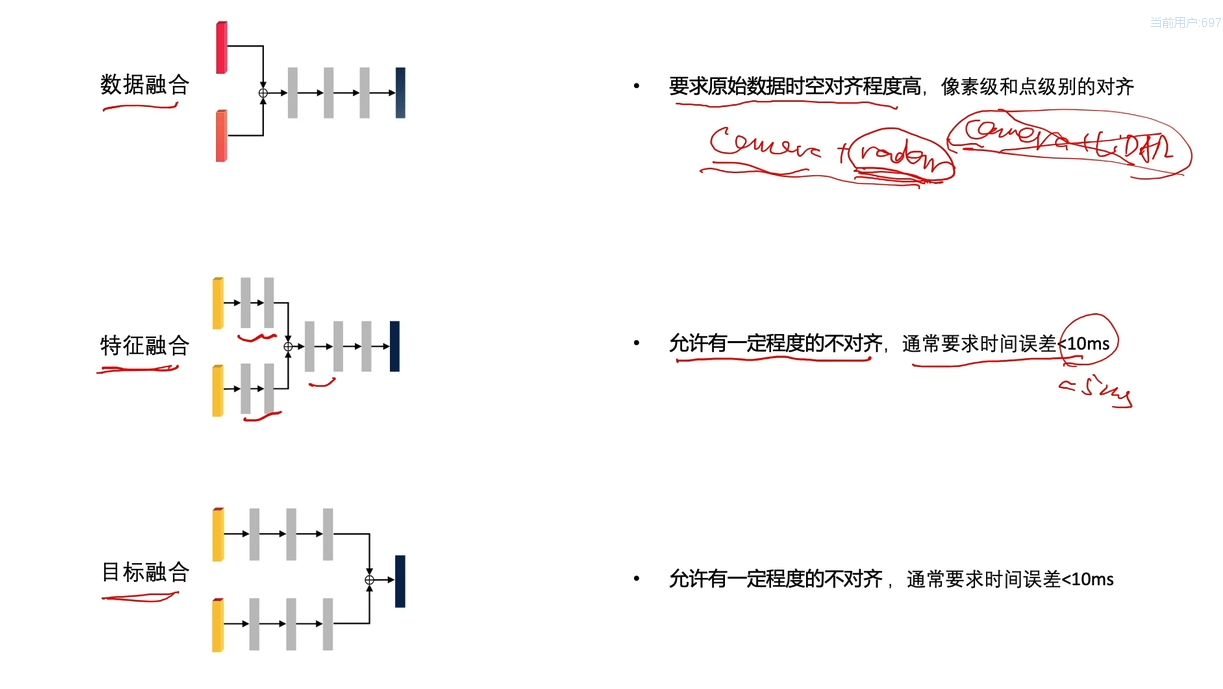 当前用户:697
数据融合
• 要求原始数据时空对齐程度高，像素级和点级别的对齐
camera + radar camera + LiDAR
特征融合
• 允许有一定程度的不对齐，通常要求时间误差<10ms
<5ms
目标融合
• 允许有一定程度的不对齐 ，通常要求时间误差<10ms